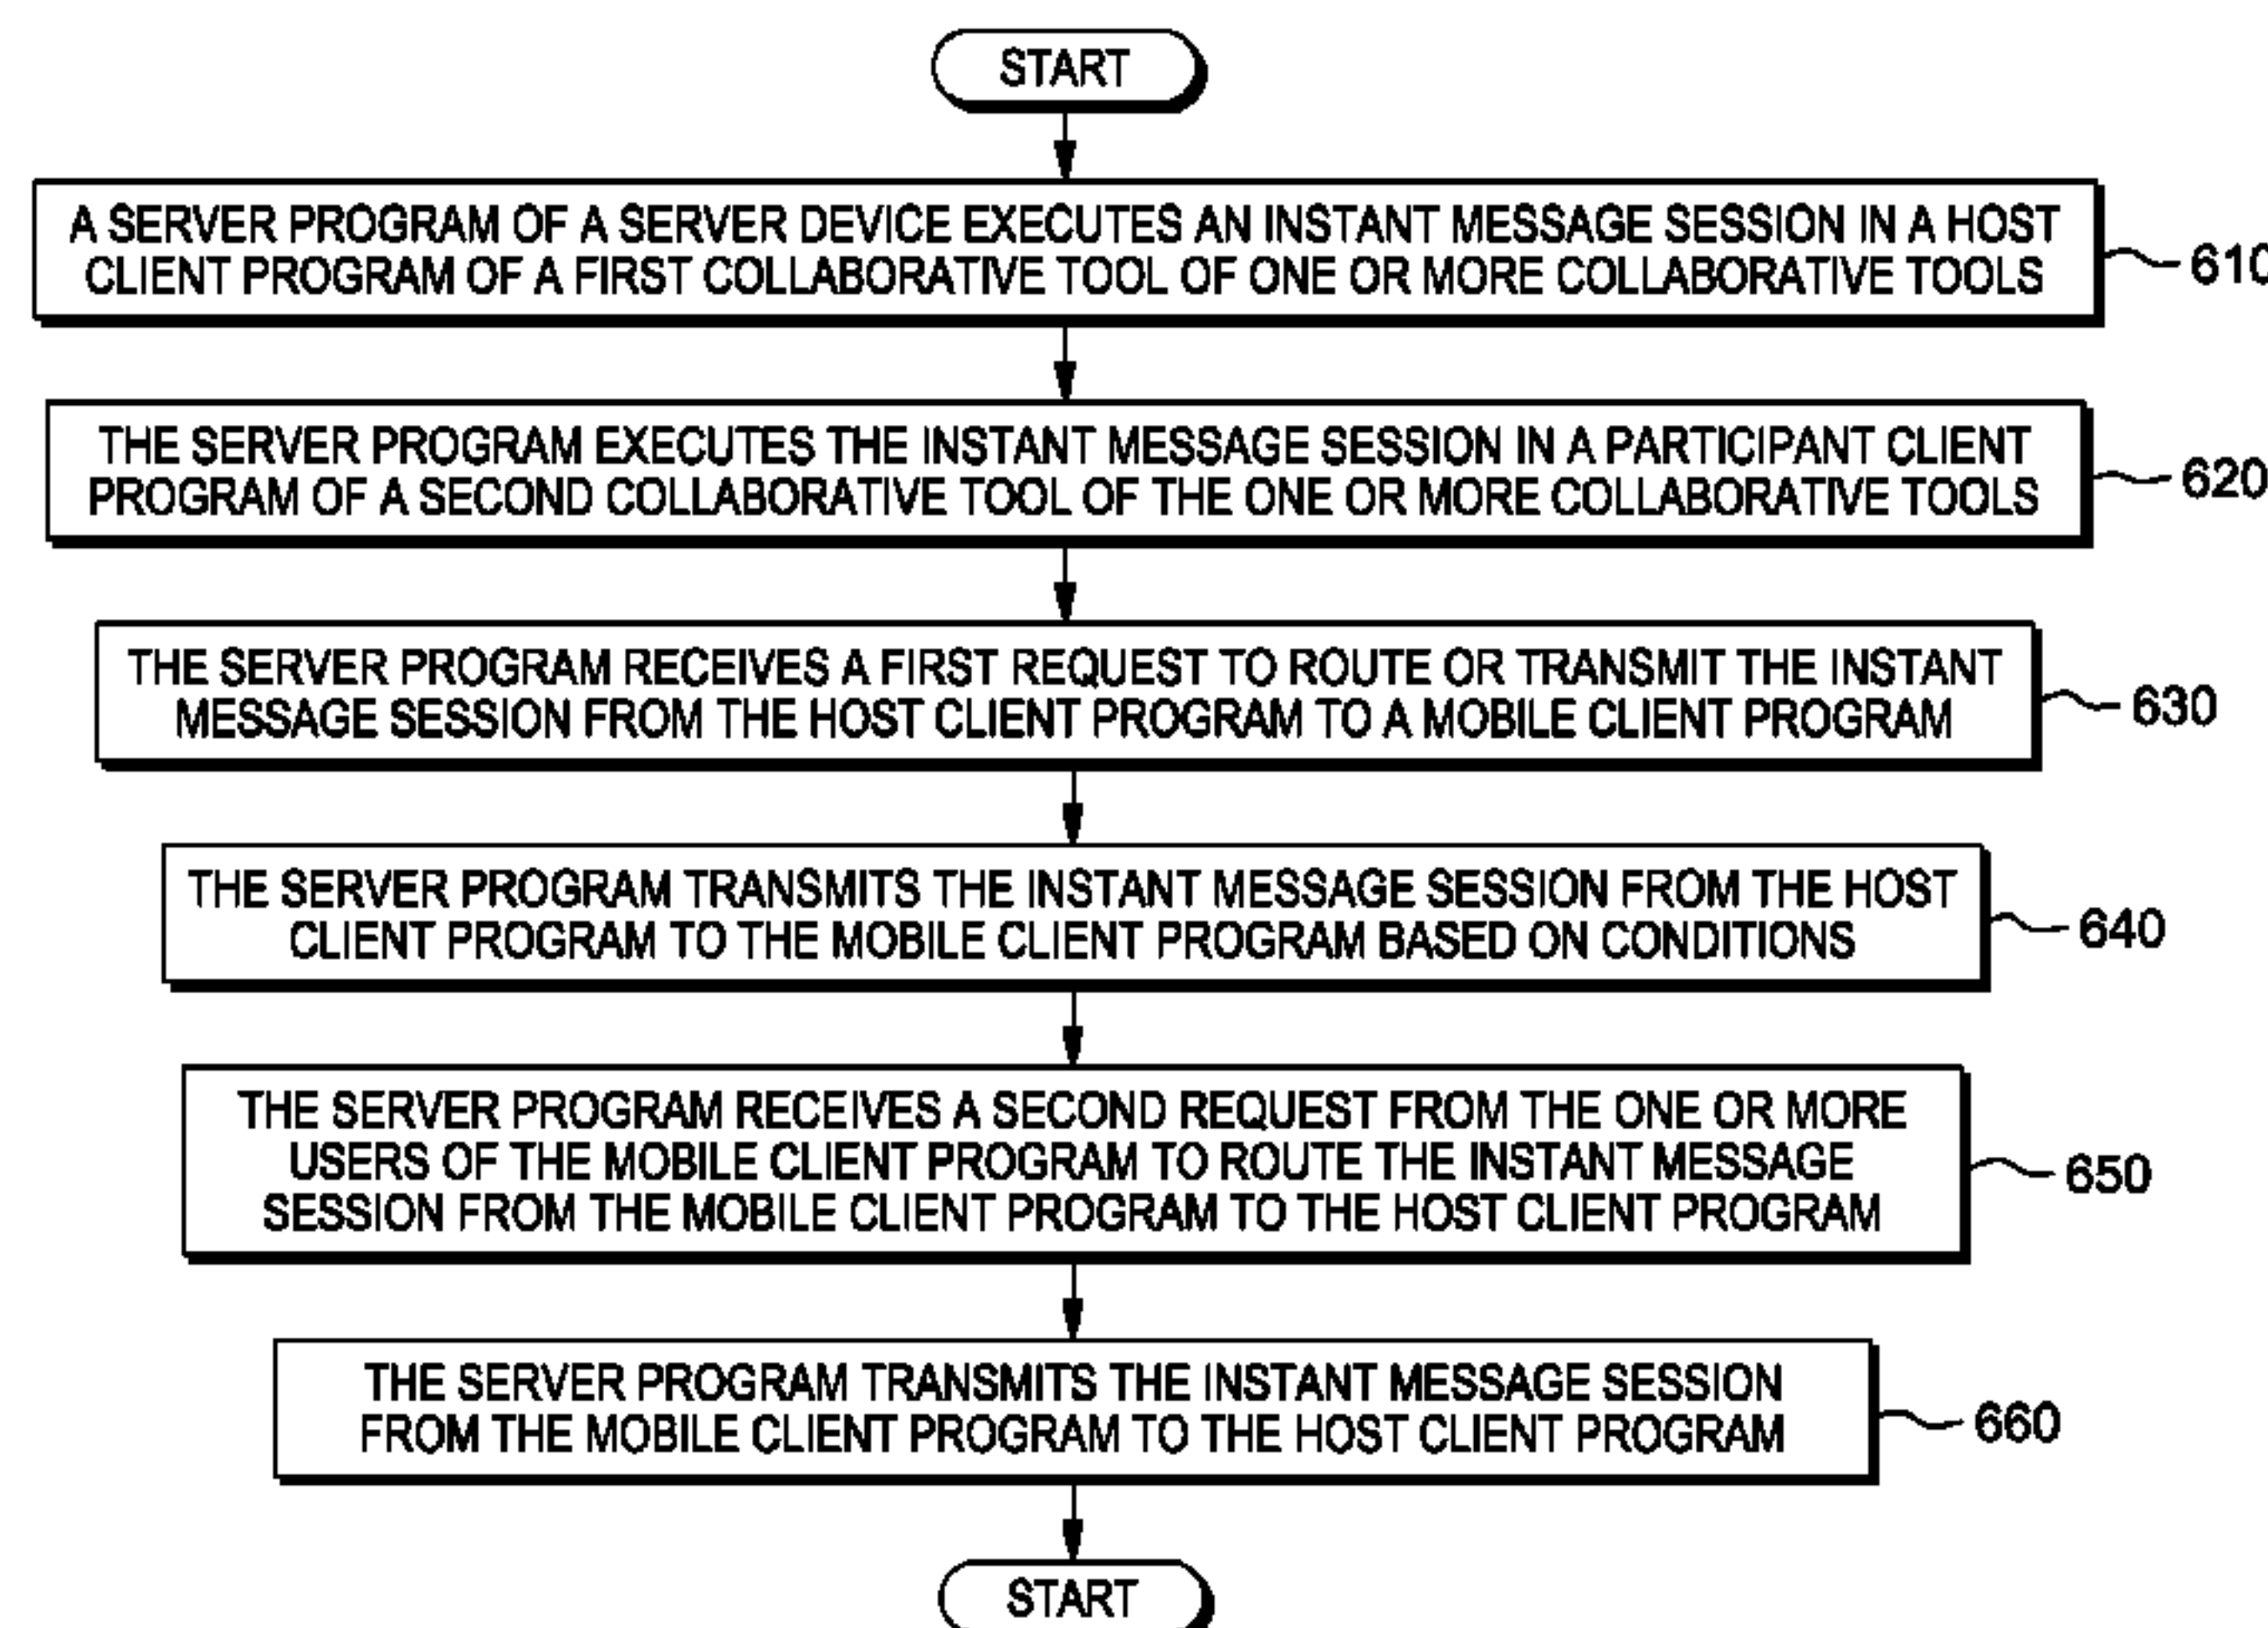 START
A SERVER PROGRAM OF A SERVER DEVICE EXECUTES AN INSTANT MESSAGE SESSION IN A HOST
CLIENT PROGRAM OF A FIRST COLLABORATIVE TOOL OF ONE OR MORE COLLABORATIVE TOOLS
610
THE SERVER PROGRAM EXECUTES THE INSTANT MESSAGE SESSION IN A PARTICIPANT CLIENT
PROGRAM OF A SECOND COLLABORATIVE TOOL OF THE ONE OR MORE COLLABORATIVE TOOLS
620
THE SERVER PROGRAM RECEIVES A FIRST REQUEST TO ROUTE OR TRANSMIT THE INSTANT
MESSAGE SESSION FROM THE HOST CLIENT PROGRAM TO A MOBILE CLIENT PROGRAM
630
THE SERVER PROGRAM TRANSMITS THE INSTANT MESSAGE SESSION FROM THE HOST
CLIENT PROGRAM TO THE MOBILE CLIENT PROGRAM BASED ON CONDITIONS
640
THE SERVER PROGRAM RECEIVES A SECOND REQUEST FROM THE ONE OR MORE
USERS OF THE MOBILE CLIENT PROGRAM TO ROUTE THE INSTANT MESSAGE
SESSION FROM THE MOBILE CLIENT PROGRAM TO THE HOST CLIENT PROGRAM
650
THE SERVER PROGRAM TRANSMITS THE INSTANT MESSAGE SESSION
FROM THE MOBILE CLIENT PROGRAM TO THE HOST CLIENT PROGRAM
660
START